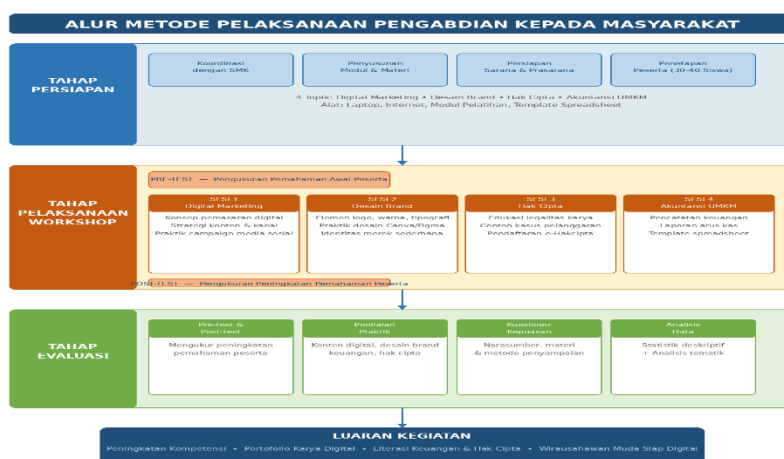 ALUR METODE PELAKSANAAN PENGABDIAN KEPADA MASYARAKAT
TAHAP
PERSIAPAN
Koordinasi
dengan SMK
Penyusunan
Modul & Materi
Persiapan
Sarana & Prasarana
Penetapan
Peserta (30-40 Siswa)
4 Topik: Digital Marketing • Desain Brand • Hak Cipta • Akuntansi UMKM
Alat: Laptop, Internet, Modul Pelatihan, Template Spreadsheet
TAHAP
PELAKSANAAN
WORKSHOP
PRE-TEST — Pengukuran Pemahaman Awal Peserta
SESI 1
Digital Marketing
Konsep pemasaran digital
Strategi konten & kanal
Praktik campaign media sosial
SESI 2
Desain Brand
Elemen logo, warna, tipografi
Praktik desain Canva/Figma
Identitas merek sederhana
SESI 3
Hak Cipta
Edukasi legalitas karya
Contoh kasus pelanggaran
Pendaftaran e-Hakcipta
SESI 4
Akuntansi UMKM
Pencatatan keuangan
Laporan arus kas
Template spreadsheet
POST-TEST — Pengukuran Peningkatan Pemahaman Peserta
TAHAP
EVALUASI
Pre-test &
Post-test
Mengukur peningkatan
pemahaman peserta
Penilaian
Praktik
Konten digital, desain brand
keuangan, hak cipta
Kuesioner
Kepuasan
Narasumber, materi
& metode penyampaian
Analisis
Data
Statistik deskriptif
+ Analisis tematik
LUARAN KEGIATAN
Peningkatan Kompetensi • Portofolio Karya Digital • Literasi Keuangan & Hak Cipta • Wirausahawan Muda Siap Digital